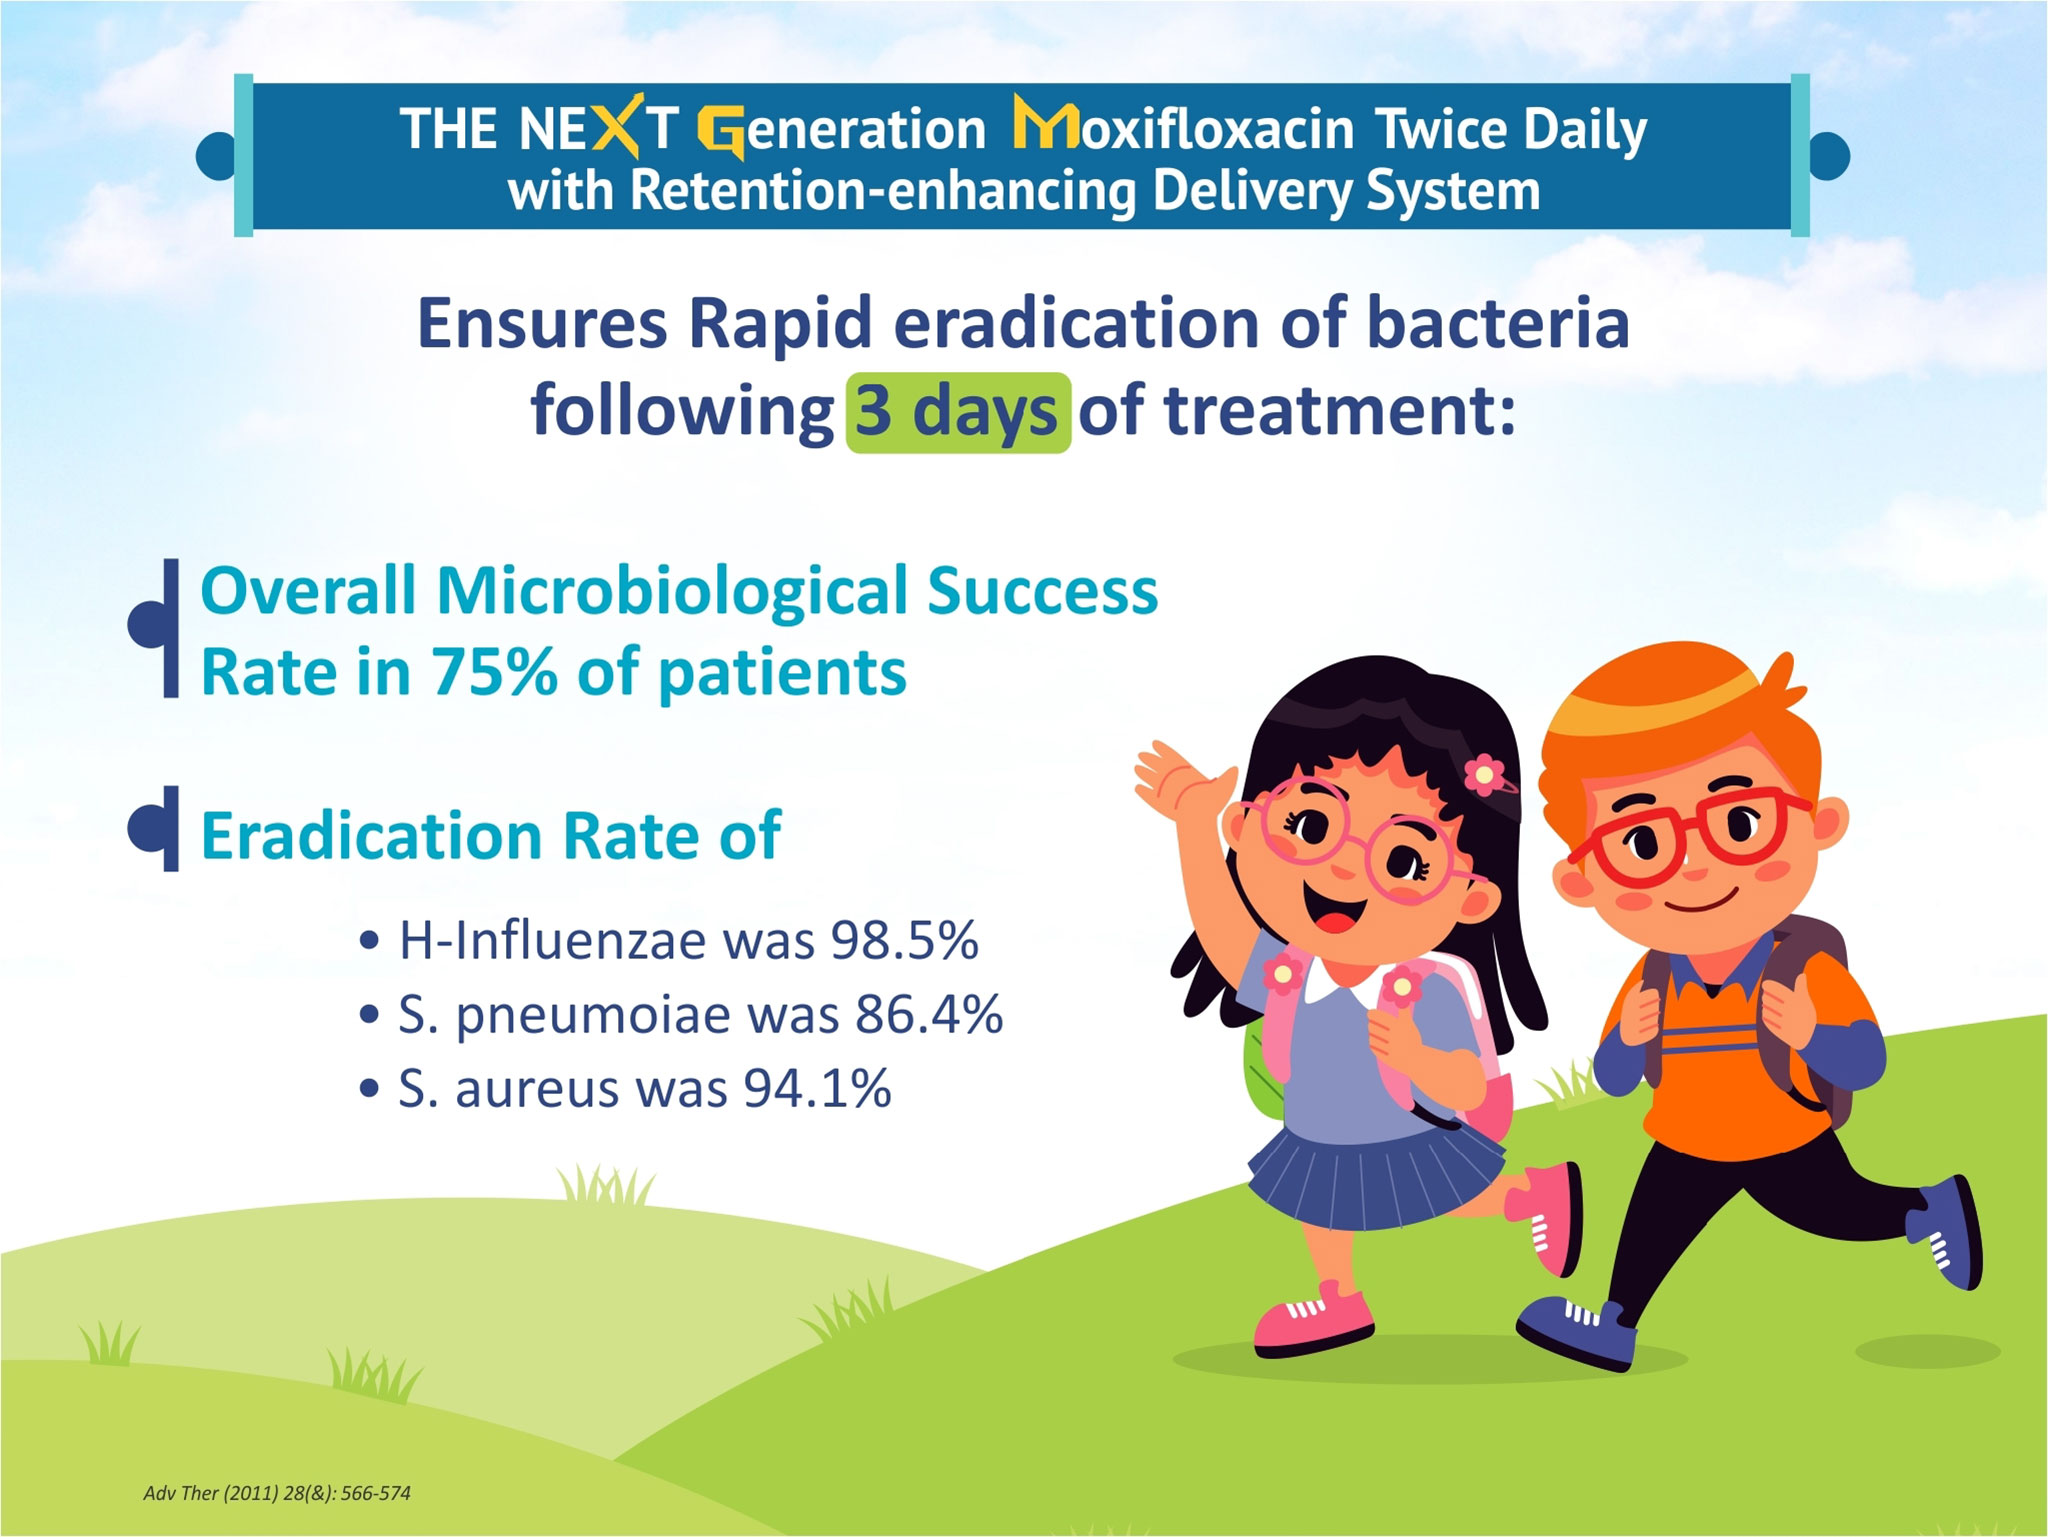 THE NEXT Generation Moxifloxacin Twice Daily
with Retention-enhancing Delivery System
Ensures Rapid eradication of bacteria
following 3 days of treatment:
Overall Microbiological Success
Rate in 75% of patients
Eradication Rate of
• H-Influenzae was 98.5%
• S. pneumoiae was 86.4%
• S. aureus was 94.1%
Adv Ther (2011) 28(&): 566-574